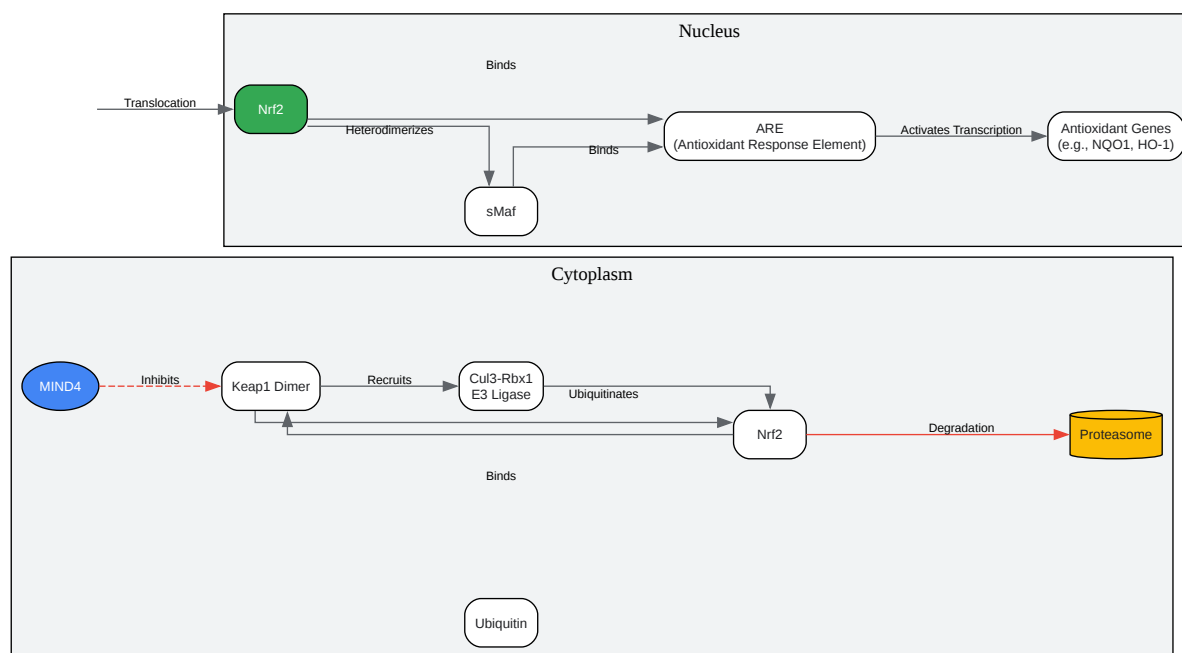 Nucleus
Binds
Translocation
Nrf2
Heterodimerizes
ARE
(Antioxidant Response Element)
Activates Transcription
Antioxidant Genes
(e.g., NQO1, HO-1)
Binds
sMaf
Cytoplasm
MIND4
Inhibits
Keap1 Dimer
Recruits
Cul3-Rbx1
E3 Ligase
Ubiquitinates
Nrf2
Degradation
Proteasome
Binds
Ubiquitin